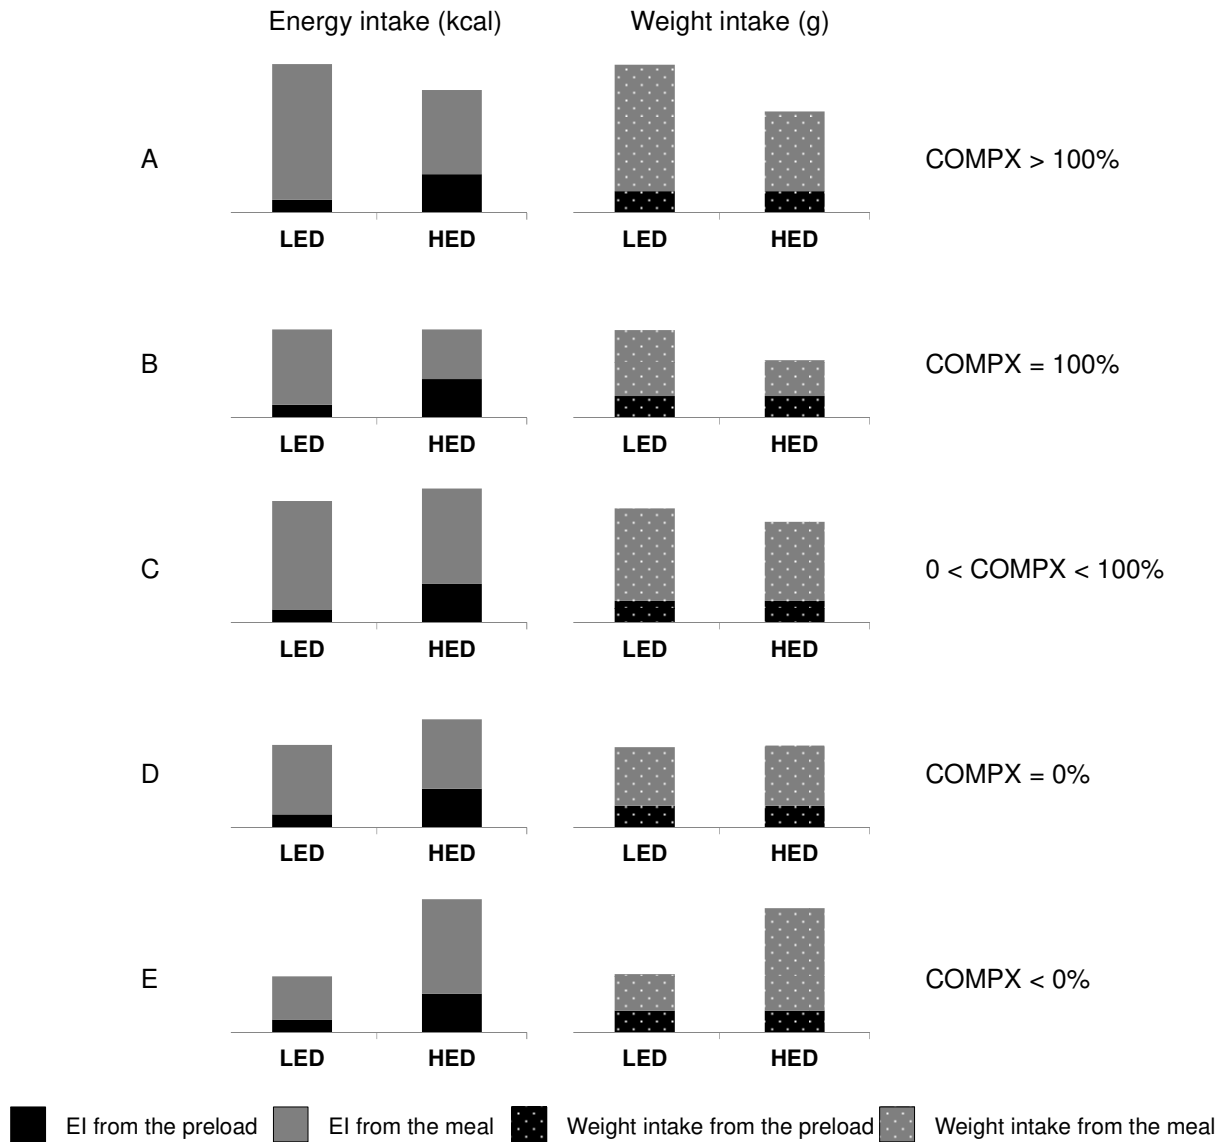 Energy intake (kcal) Weight intake (g)
A COMPX > 100%
LED HED LED HED
B COMPX = 100%
LED HED LED HED
C 0 < COMPX < 100%
LED HED LED HED
D COMPX = 0%
LED HED LED HED
E COMPX < 0%
LED HED LED HED
EI from the preload EI from the meal Weight intake from the preload Weight intake from the meal